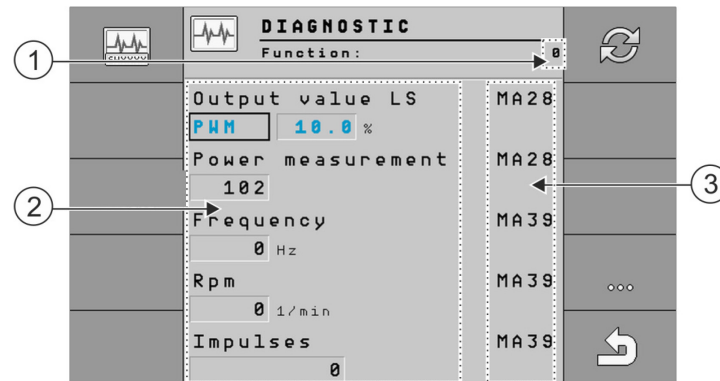 1
DIAGNOSTIC
Function: 0
Output value LS MA28
PWM 10.0 %
Power measurement MA28
102
2
3
Frequency MA39
0 Hz
Rpm MA39
0 1/min
Impulses MA39
0